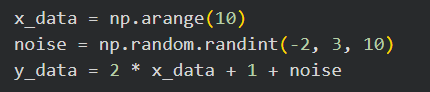 x_data = np.arange(10)
noise = np.random.randint(-2, 3, 10)
y_data = 2 * x_data + 1 + noise